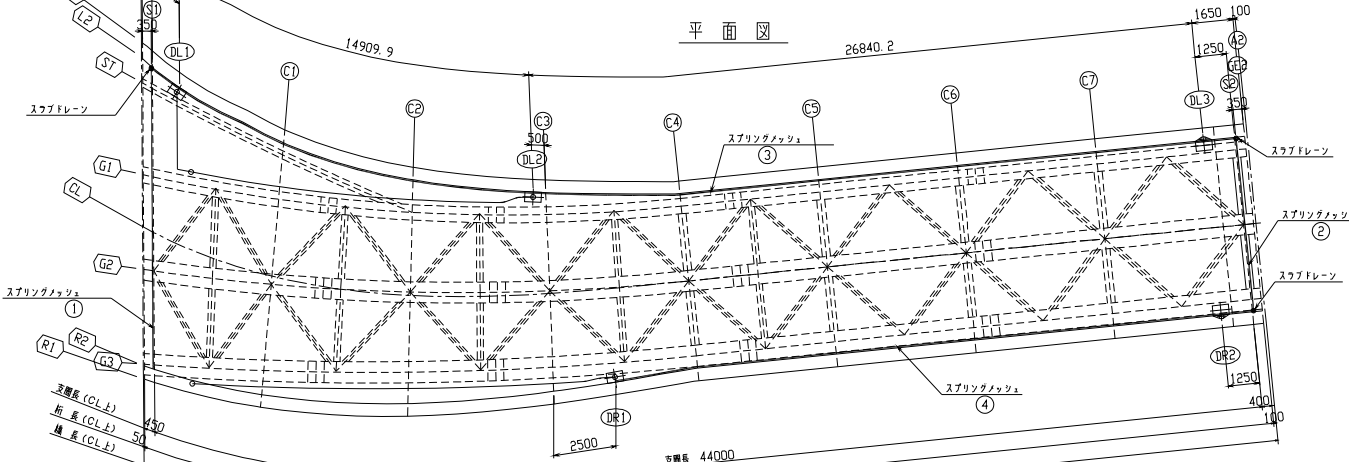 平面図
L2
S1
350
DL1
ST
14909.9
26840.2
1650
100
1250
A2
GE2
S2
350
DL3
C1
C2
C3
C4
C5
C6
C7
500
DL2
スラブドレーン
スプリングメッシュ
③
スラブドレーン
G1
CL
G2
スプリングメッシュ
①
スプリングメッシュ
②
スラブドレーン
R1
R2
G3
スプリングメッシュ
④
DR1
DR2
1250
2500
支間長(CL上)
桁長(CL上)
橋長(CL上)
450
50
400
100
支間長 44000